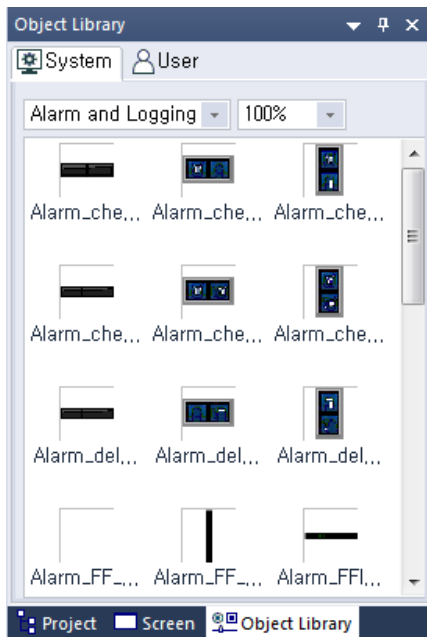 Object Library
System User
Alarm and Logging 100%
Alarm_che,,, Alarm_che,,, Alarm_che,,,
Alarm_che,,, Alarm_che,,, Alarm_che,,,
Alarm_del,,, Alarm_del,,, Alarm_del,,,
Alarm_FF_,,, Alarm_FF_,,, Alarm_FFI,,,
Project Screen Object Library